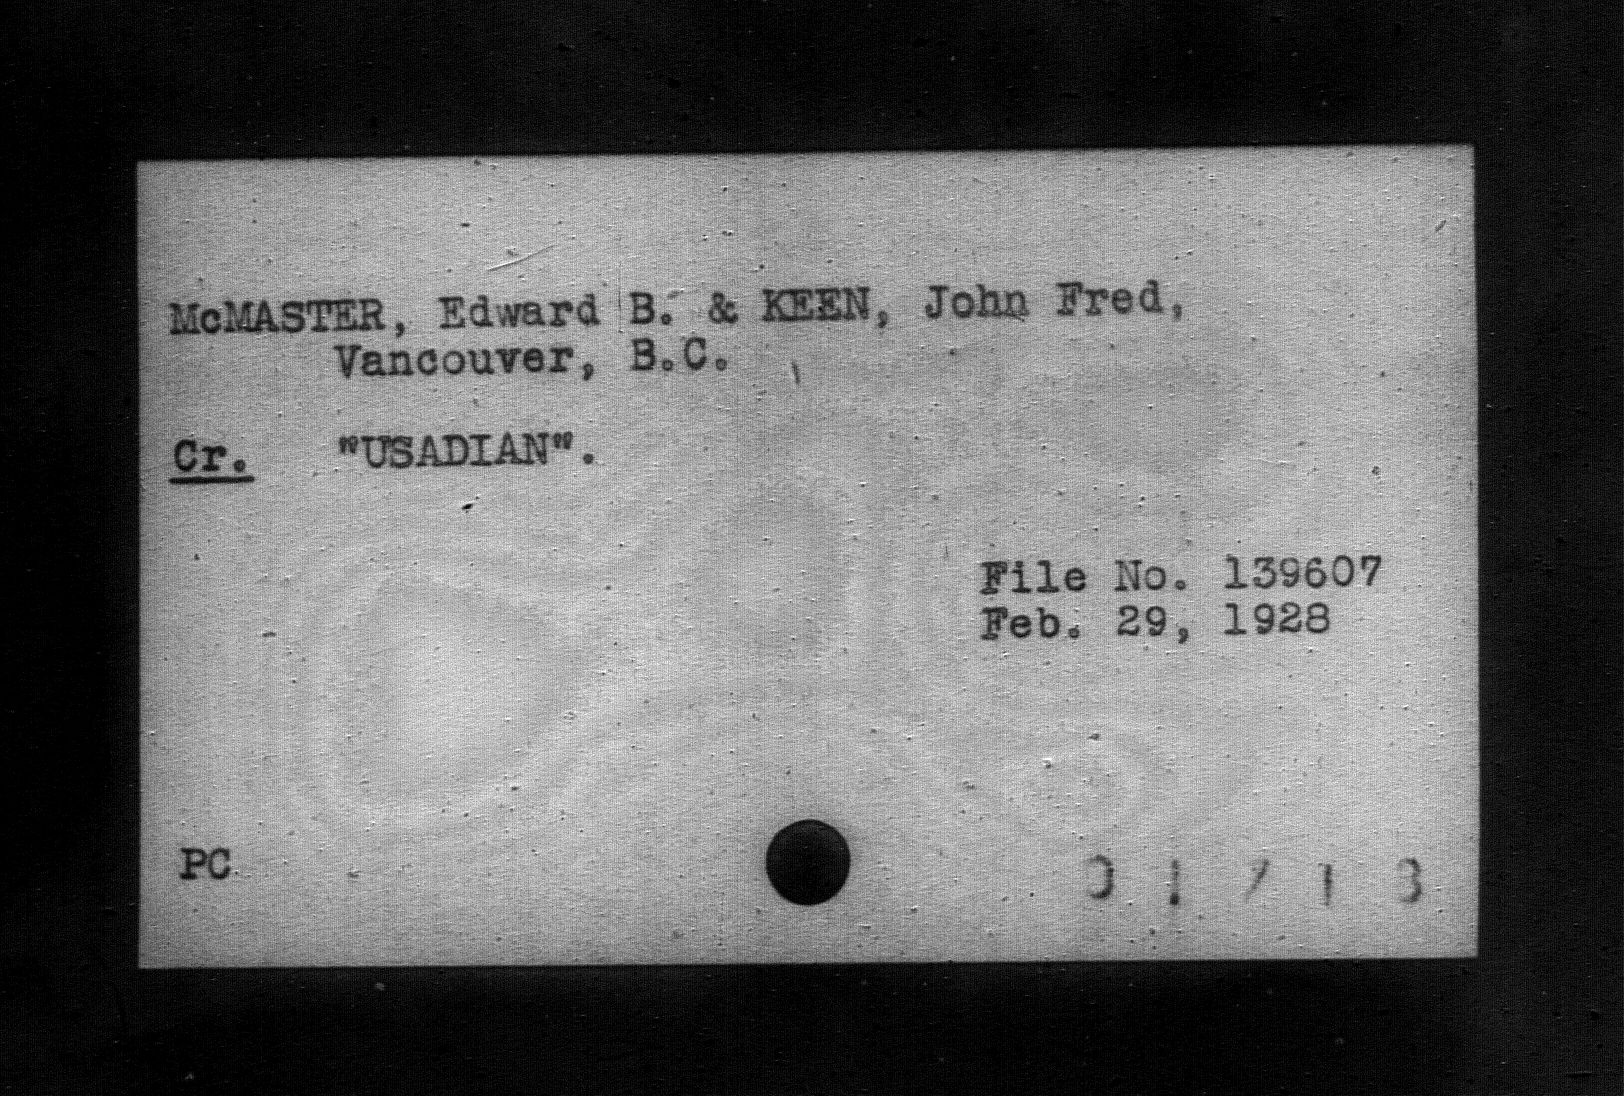 McMASTER, Edward B. & KEEN, John Fred,
Vancouver, B.C.
Cr. "USADIAN".
File No. 139607
Feb. 29, 1928
PC